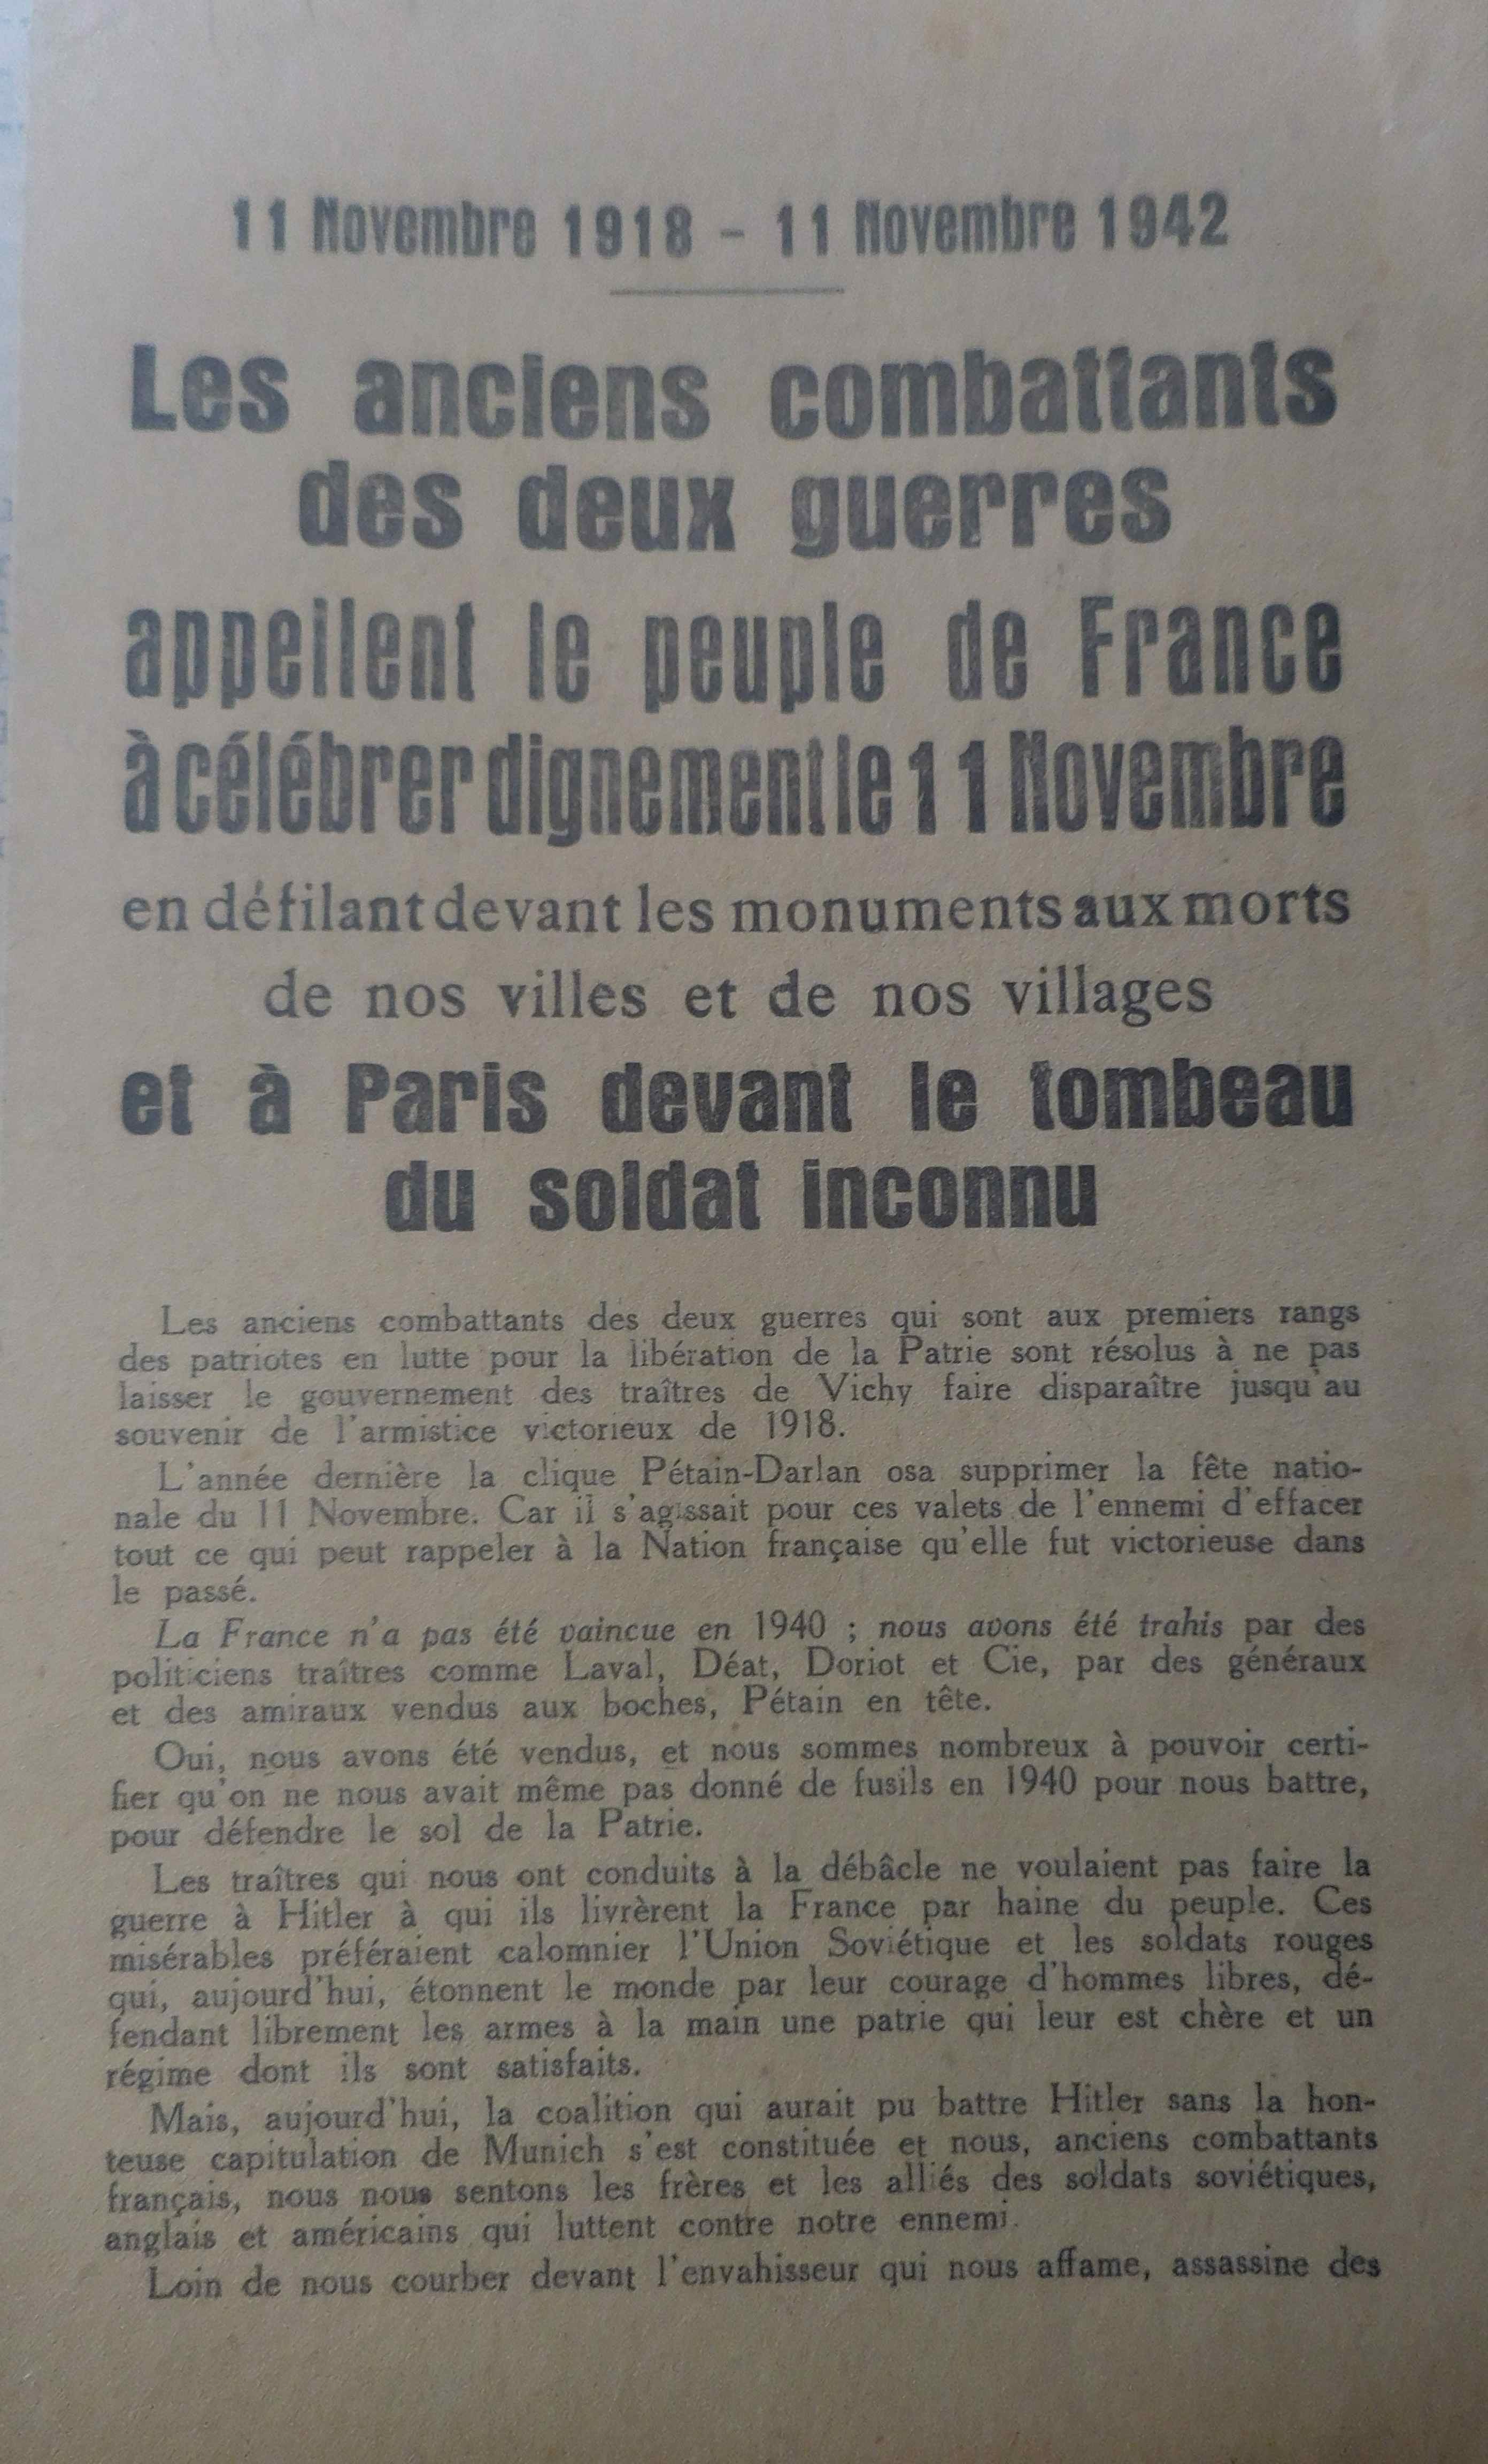 11 Novembre 1918 - 11 Novembre 1942
Les anciens combattants
des deux guerres
appellent le peuple de France
à célébrer dignement le 11 Novembre
en défilant devant les monuments aux morts
de nos villes et de nos villages
et à Paris devant le tombeau
du soldat inconnu
Les anciens combattants des deux guerres qui sont aux premiers rangs
des patriotes en lutte pour la libération de la Patrie sont résolus à ne pas
laisser le gouvernement des traîtres de Vichy faire disparaître jusqu'au
souvenir de l'armistice victorieux de 1918.
L'année dernière la clique Pétain-Darlan osa supprimer la fête natio-
nale du 11 Novembre. Car il s'agissait pour ces valets de l'ennemi d'effacer
tout ce qui peut rappeler à la Nation française qu'elle fut victorieuse dans
le passé.
La France n'a pas été vaincue en 1940 ; nous avons été trahis par des
politiciens traîtres comme Laval, Déat, Doriot et Cie, par des généraux
et des amiraux vendus aux boches, Pétain en tête.
Oui, nous avons été vendus, et nous sommes nombreux à pouvoir certi-
fier qu'on ne nous avait même pas donné de fusils en 1940 pour nous battre,
pour défendre le sol de la Patrie.
Les traîtres qui nous ont conduits à la débâcle ne voulaient pas faire la
guerre à Hitler à qui ils livrèrent la France par haine du peuple. Ces
misérables préféraient calomnier l'Union Soviétique et les soldats rouges
qui, aujourd'hui, étonnent le monde par leur courage d'hommes libres, dé-
fendant librement les armes à la main une patrie qui leur est chère et un
régime dont ils sont satisfaits.
Mais, aujourd'hui, la coalition qui aurait pu battre Hitler sans la hon-
teuse capitulation de Munich s'est constituée et nous, anciens combattants
français, nous nous sentons les frères et les alliés des soldats soviétiques,
anglais et américains qui luttent contre notre ennemi.
Loin de nous courber devant l'envahisseur qui nous affame, assassine des